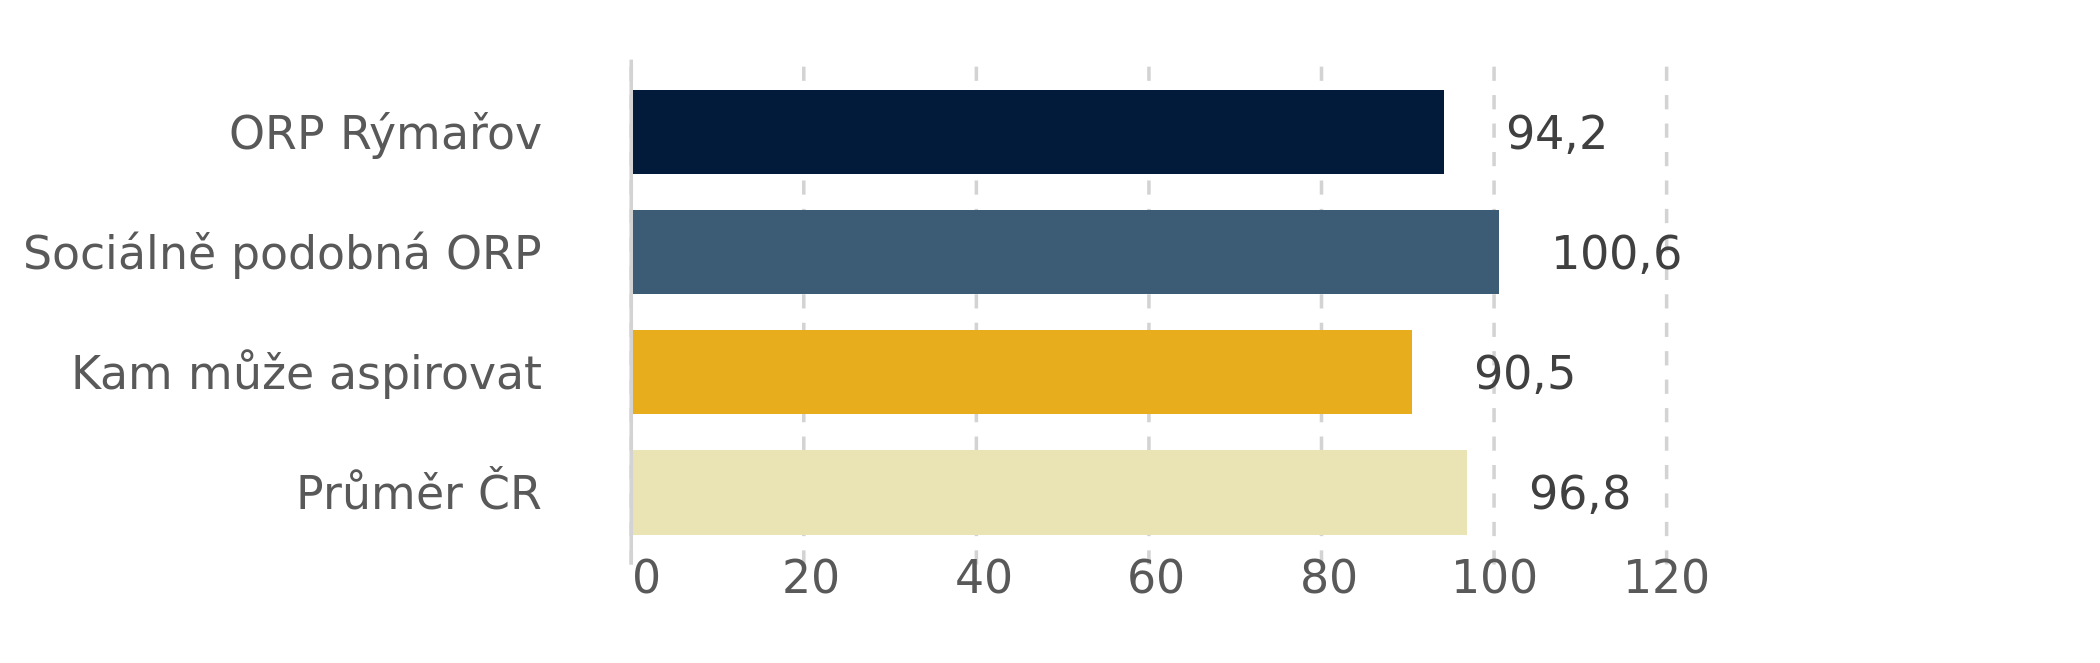 ORP Rýmařov 94,2
Sociálně podobná ORP 100,6
Kam může aspirovat 90,5
Průměr ČR 96,8
0 20 40 60 80 100 120